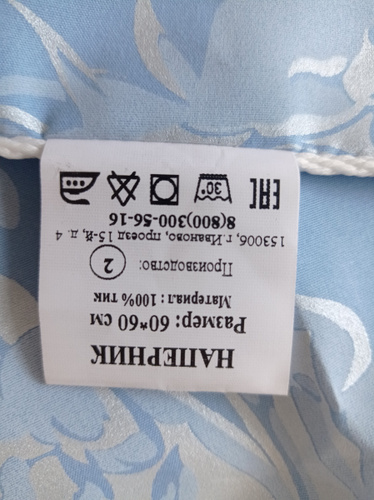 НАПЕРНИК
Размер: 60*60 см
Материал : 100% тик
Производство: 2
153006, г.Иваново, проезд 15-й, д. 4
8(800)300-56-16
ЕАС 30°